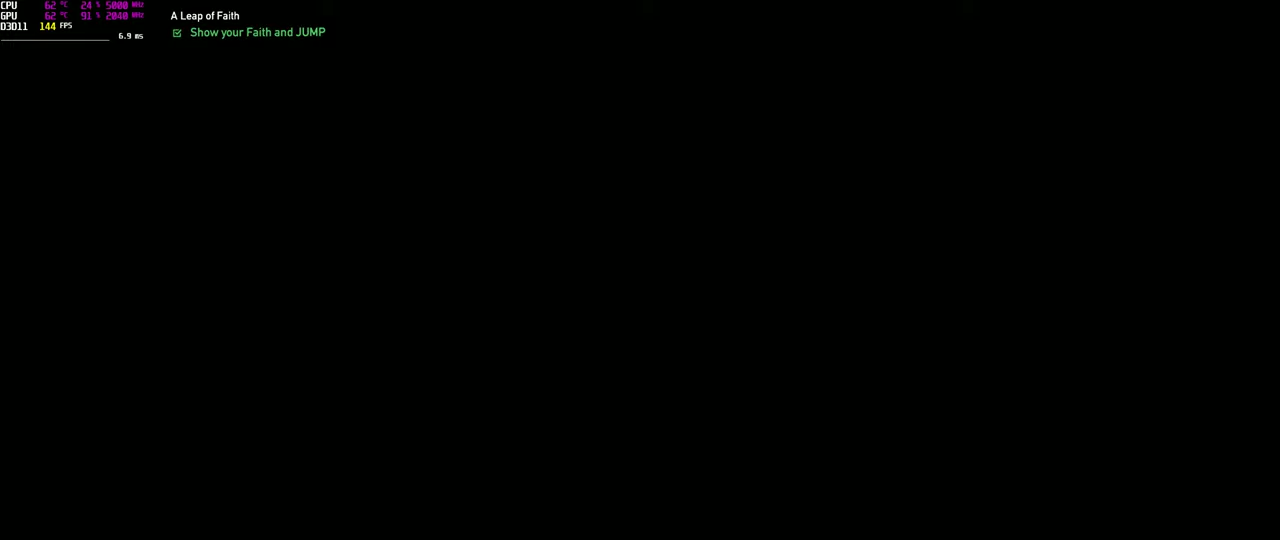 CPU 62 °C 24 % 5000 MHz
GPU 62 °C 91 % 2040 MHz
D3D11 144 FPS
6.9 ms
A Leap of Faith
Show your Faith and JUMP